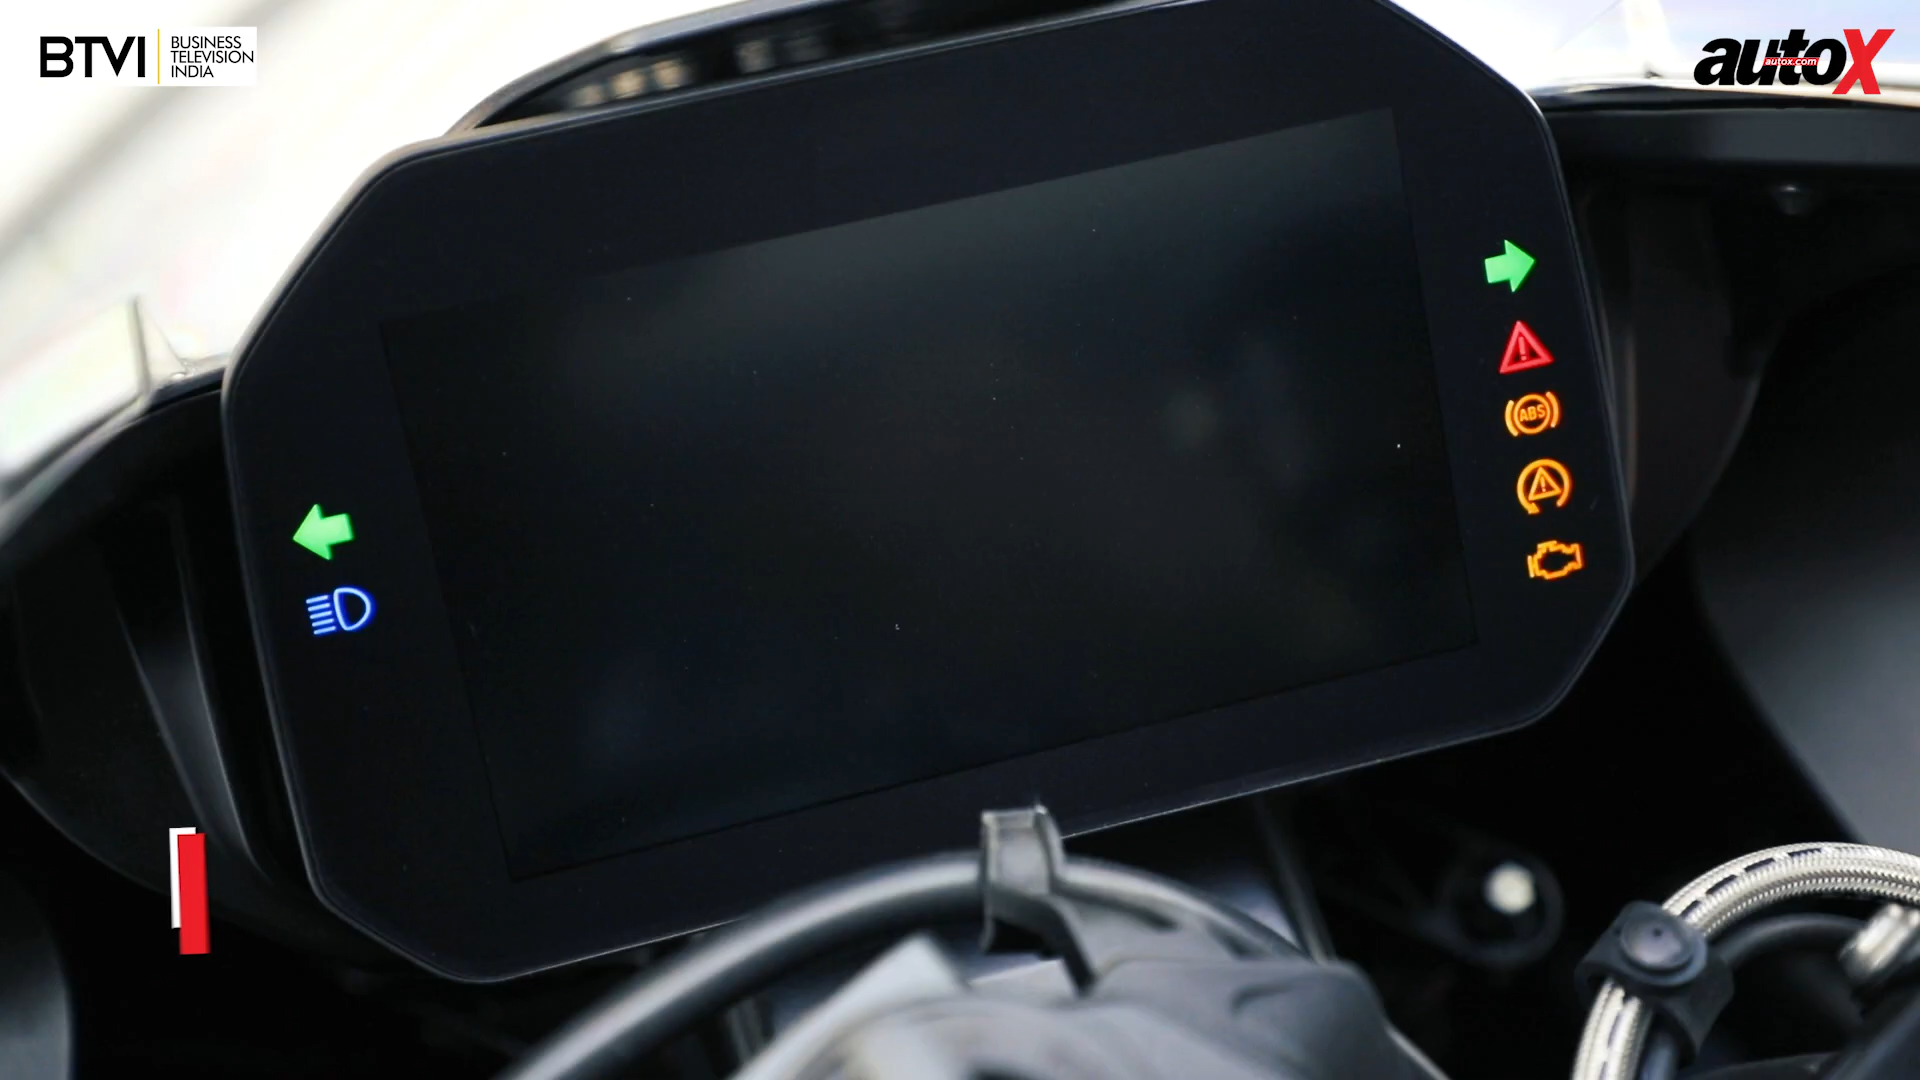 BTVI
BUSINESS
TELEVISION
INDIA
autoX
autox.com
ABS